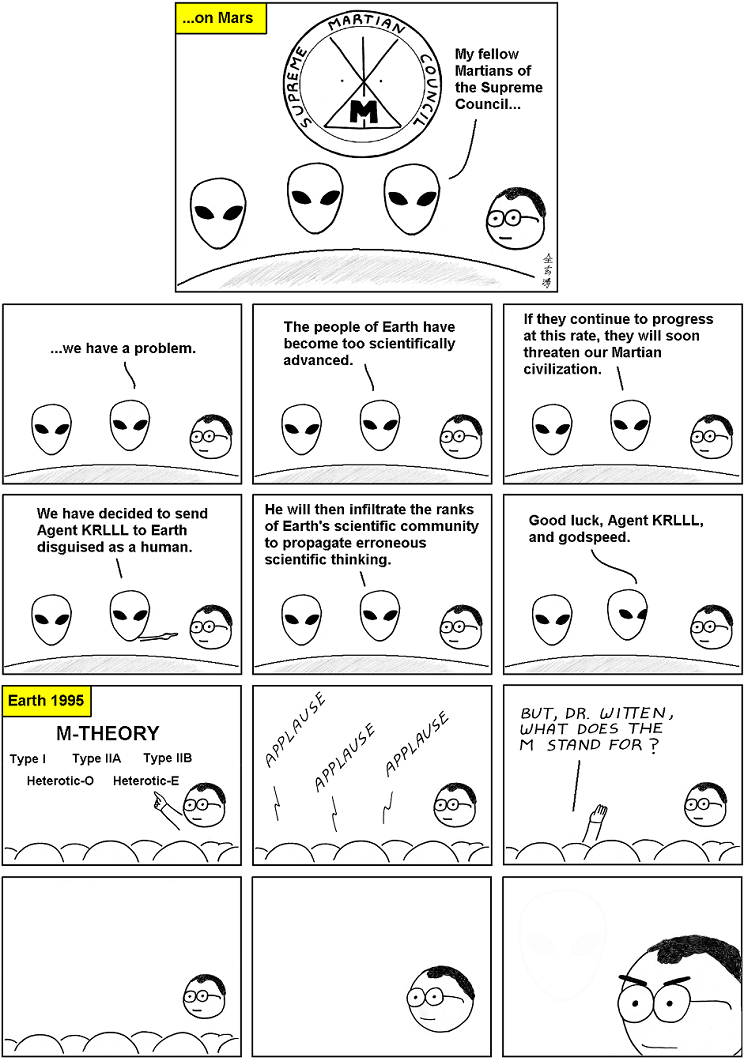 ...on Mars
SUPREME MARTIAN COUNCIL
M
My fellow
Martians of
the Supreme
Council...
...we have a problem.
The people of Earth have
become too scientifically
advanced.
If they continue to progress
at this rate, they will soon
threaten our Martian
civilization.
We have decided to send
Agent KRLLL to Earth
disguised as a human.
He will then infiltrate the ranks
of Earth's scientific community
to propagate erroneous
scientific thinking.
Good luck, Agent KRLLL,
and godspeed.
Earth 1995
M-THEORY
Type I Type IIA Type IIB
Heterotic-O Heterotic-E
APPLAUSE
APPLAUSE
APPLAUSE
BUT, DR. WITTEN,
WHAT DOES THE
M STAND FOR?